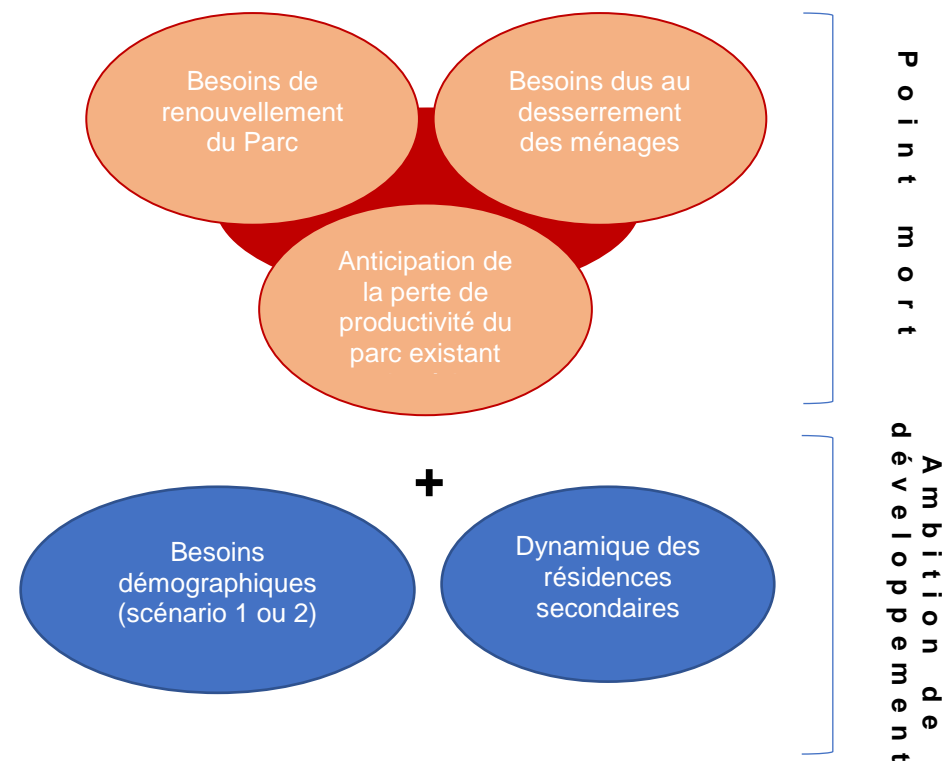 Besoins de
renouvellement
du Parc
Besoins dus au
desserrement
des ménages
Anticipation de
la perte de
productivité du
parc existant
Point mort
+
Besoins
démographiques
(scénario 1 ou 2)
Dynamique des
résidences
secondaires
Ambition de
développement